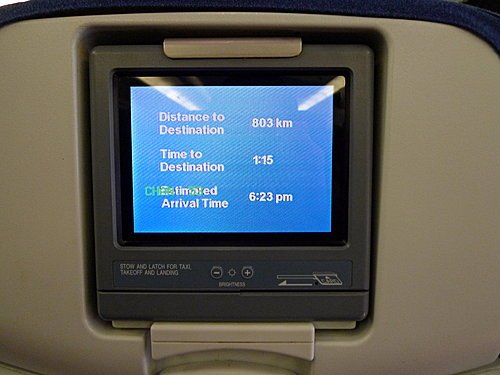 Distance to
Destination
803 km
Time to
Destination
1:15
Estimated
Arrival Time
6:23 pm
STOW AND LATCH FOR TAXI,
TAKEOFF AND LANDING
BRIGHTNESS